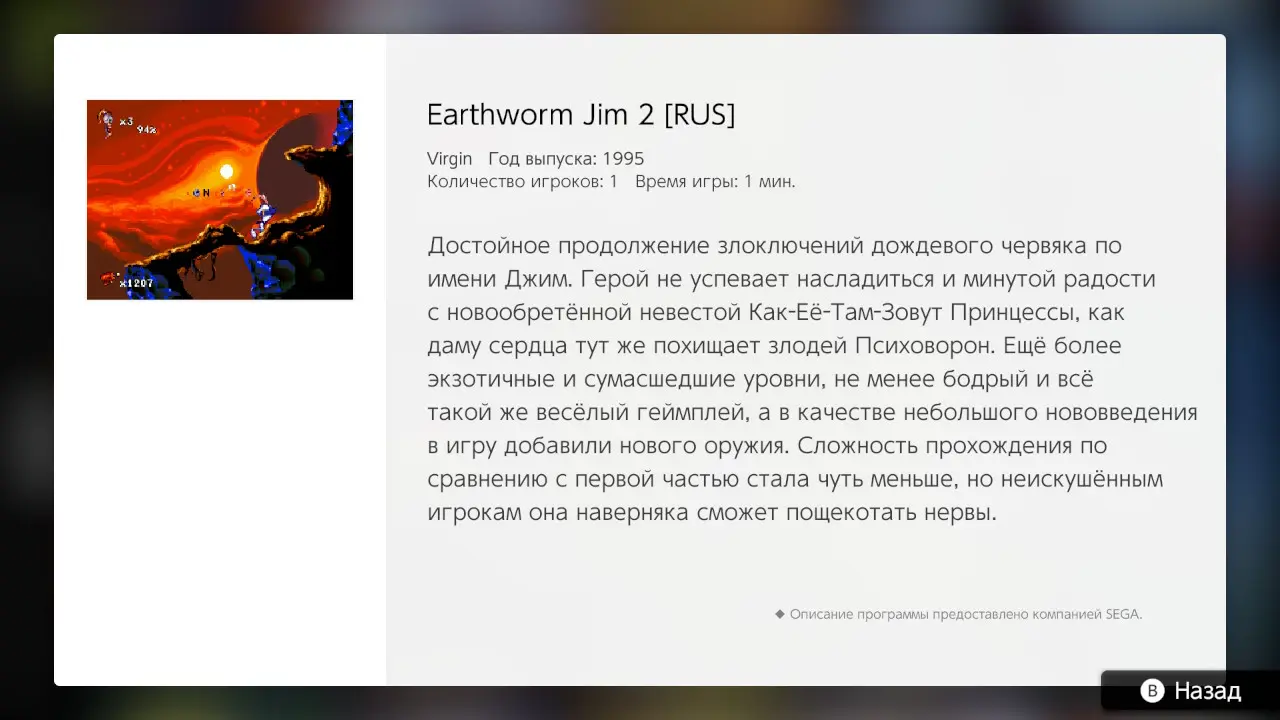 x3
94%
N
x1207
Earthworm Jim 2 [RUS]
Virgin Год выпуска: 1995
Количество игроков: 1 Время игры: 1 мин.
Достойное продолжение злоключений дождевого червяка по
имени Джим. Герой не успевает насладиться и минутой радости
с новообретённой невестой Как-Её-Там-Зовут Принцессы, как
даму сердца тут же похищает злодей Психоворон. Ещё более
экзотичные и сумасшедшие уровни, не менее бодрый и всё
такой же весёлый геймплей, а в качестве небольшого нововведения
в игру добавили нового оружия. Сложность прохождения по
сравнению с первой частью стала чуть меньше, но неискушённым
игрокам она наверняка сможет пощекотать нервы.
◆ Описание программы предоставлено компанией SEGA.
B Назад